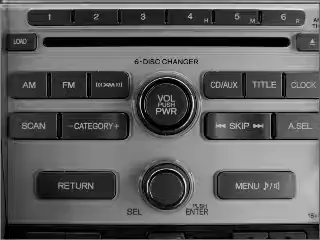 1 2 3 4 H 5 M 6 R
LOAD
6-DISC CHANGER
AM FM VOL PUSH PWR CD/AUX TITLE CLOCK
SCAN −CATEGORY+ ⏮ SKIP ⏭ A.SEL
RETURN MENU
SEL PUSH ENTER